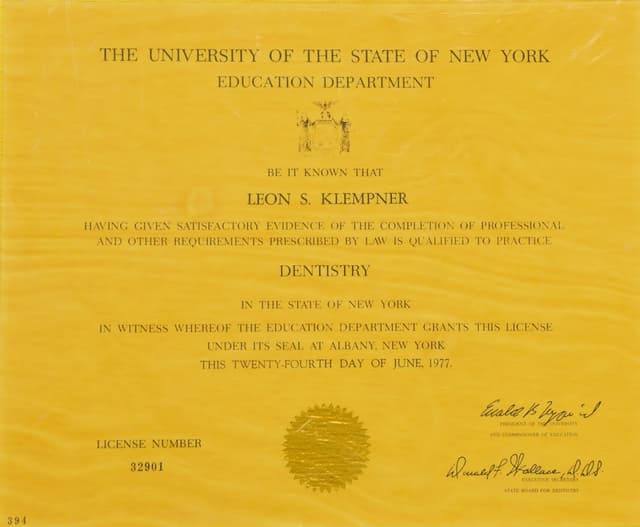 THE UNIVERSITY OF THE STATE OF NEW YORK
EDUCATION DEPARTMENT
BE IT KNOWN THAT
LEON S. KLEMPNER
HAVING GIVEN SATISFACTORY EVIDENCE OF THE COMPLETION OF PROFESSIONAL
AND OTHER REQUIREMENTS PRESCRIBED BY LAW IS QUALIFIED TO PRACTICE
DENTISTRY
IN THE STATE OF NEW YORK
IN WITNESS WHEREOF THE EDUCATION DEPARTMENT GRANTS THIS LICENSE
UNDER ITS SEAL AT ALBANY, NEW YORK
THIS TWENTY-FOURTH DAY OF JUNE, 1977.
PRESIDENT OF THE UNIVERSITY
AND COMMISSIONER OF EDUCATION
LICENSE NUMBER
32901
Donald F. Wallace, D.D.S.
EXECUTIVE SECRETARY
STATE BOARD FOR DENTISTRY
394